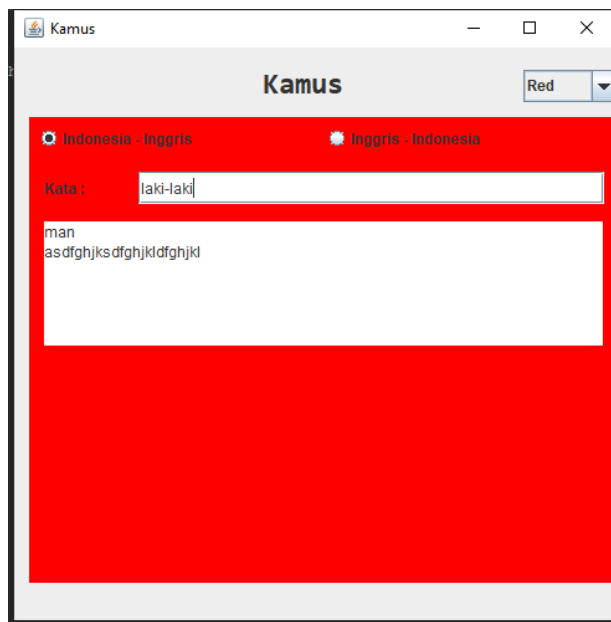 Kamus
Kamus
Red
Indonesia - Inggris
Inggris - Indonesia
Kata :
laki-laki
man
asdfghjksdfghjkldfghjkl